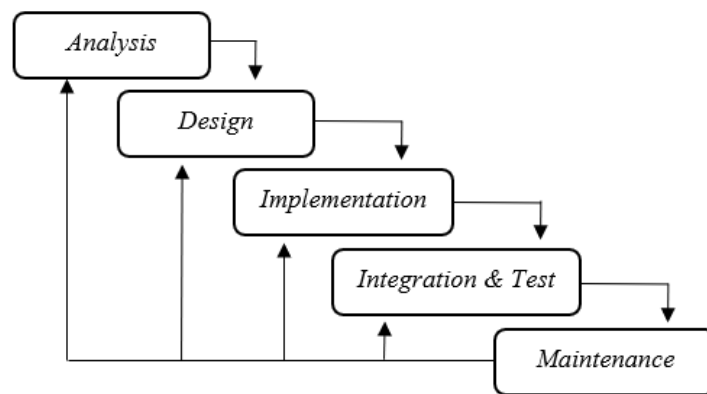 Analysis
Design
Implementation
Integration & Test
Maintenance